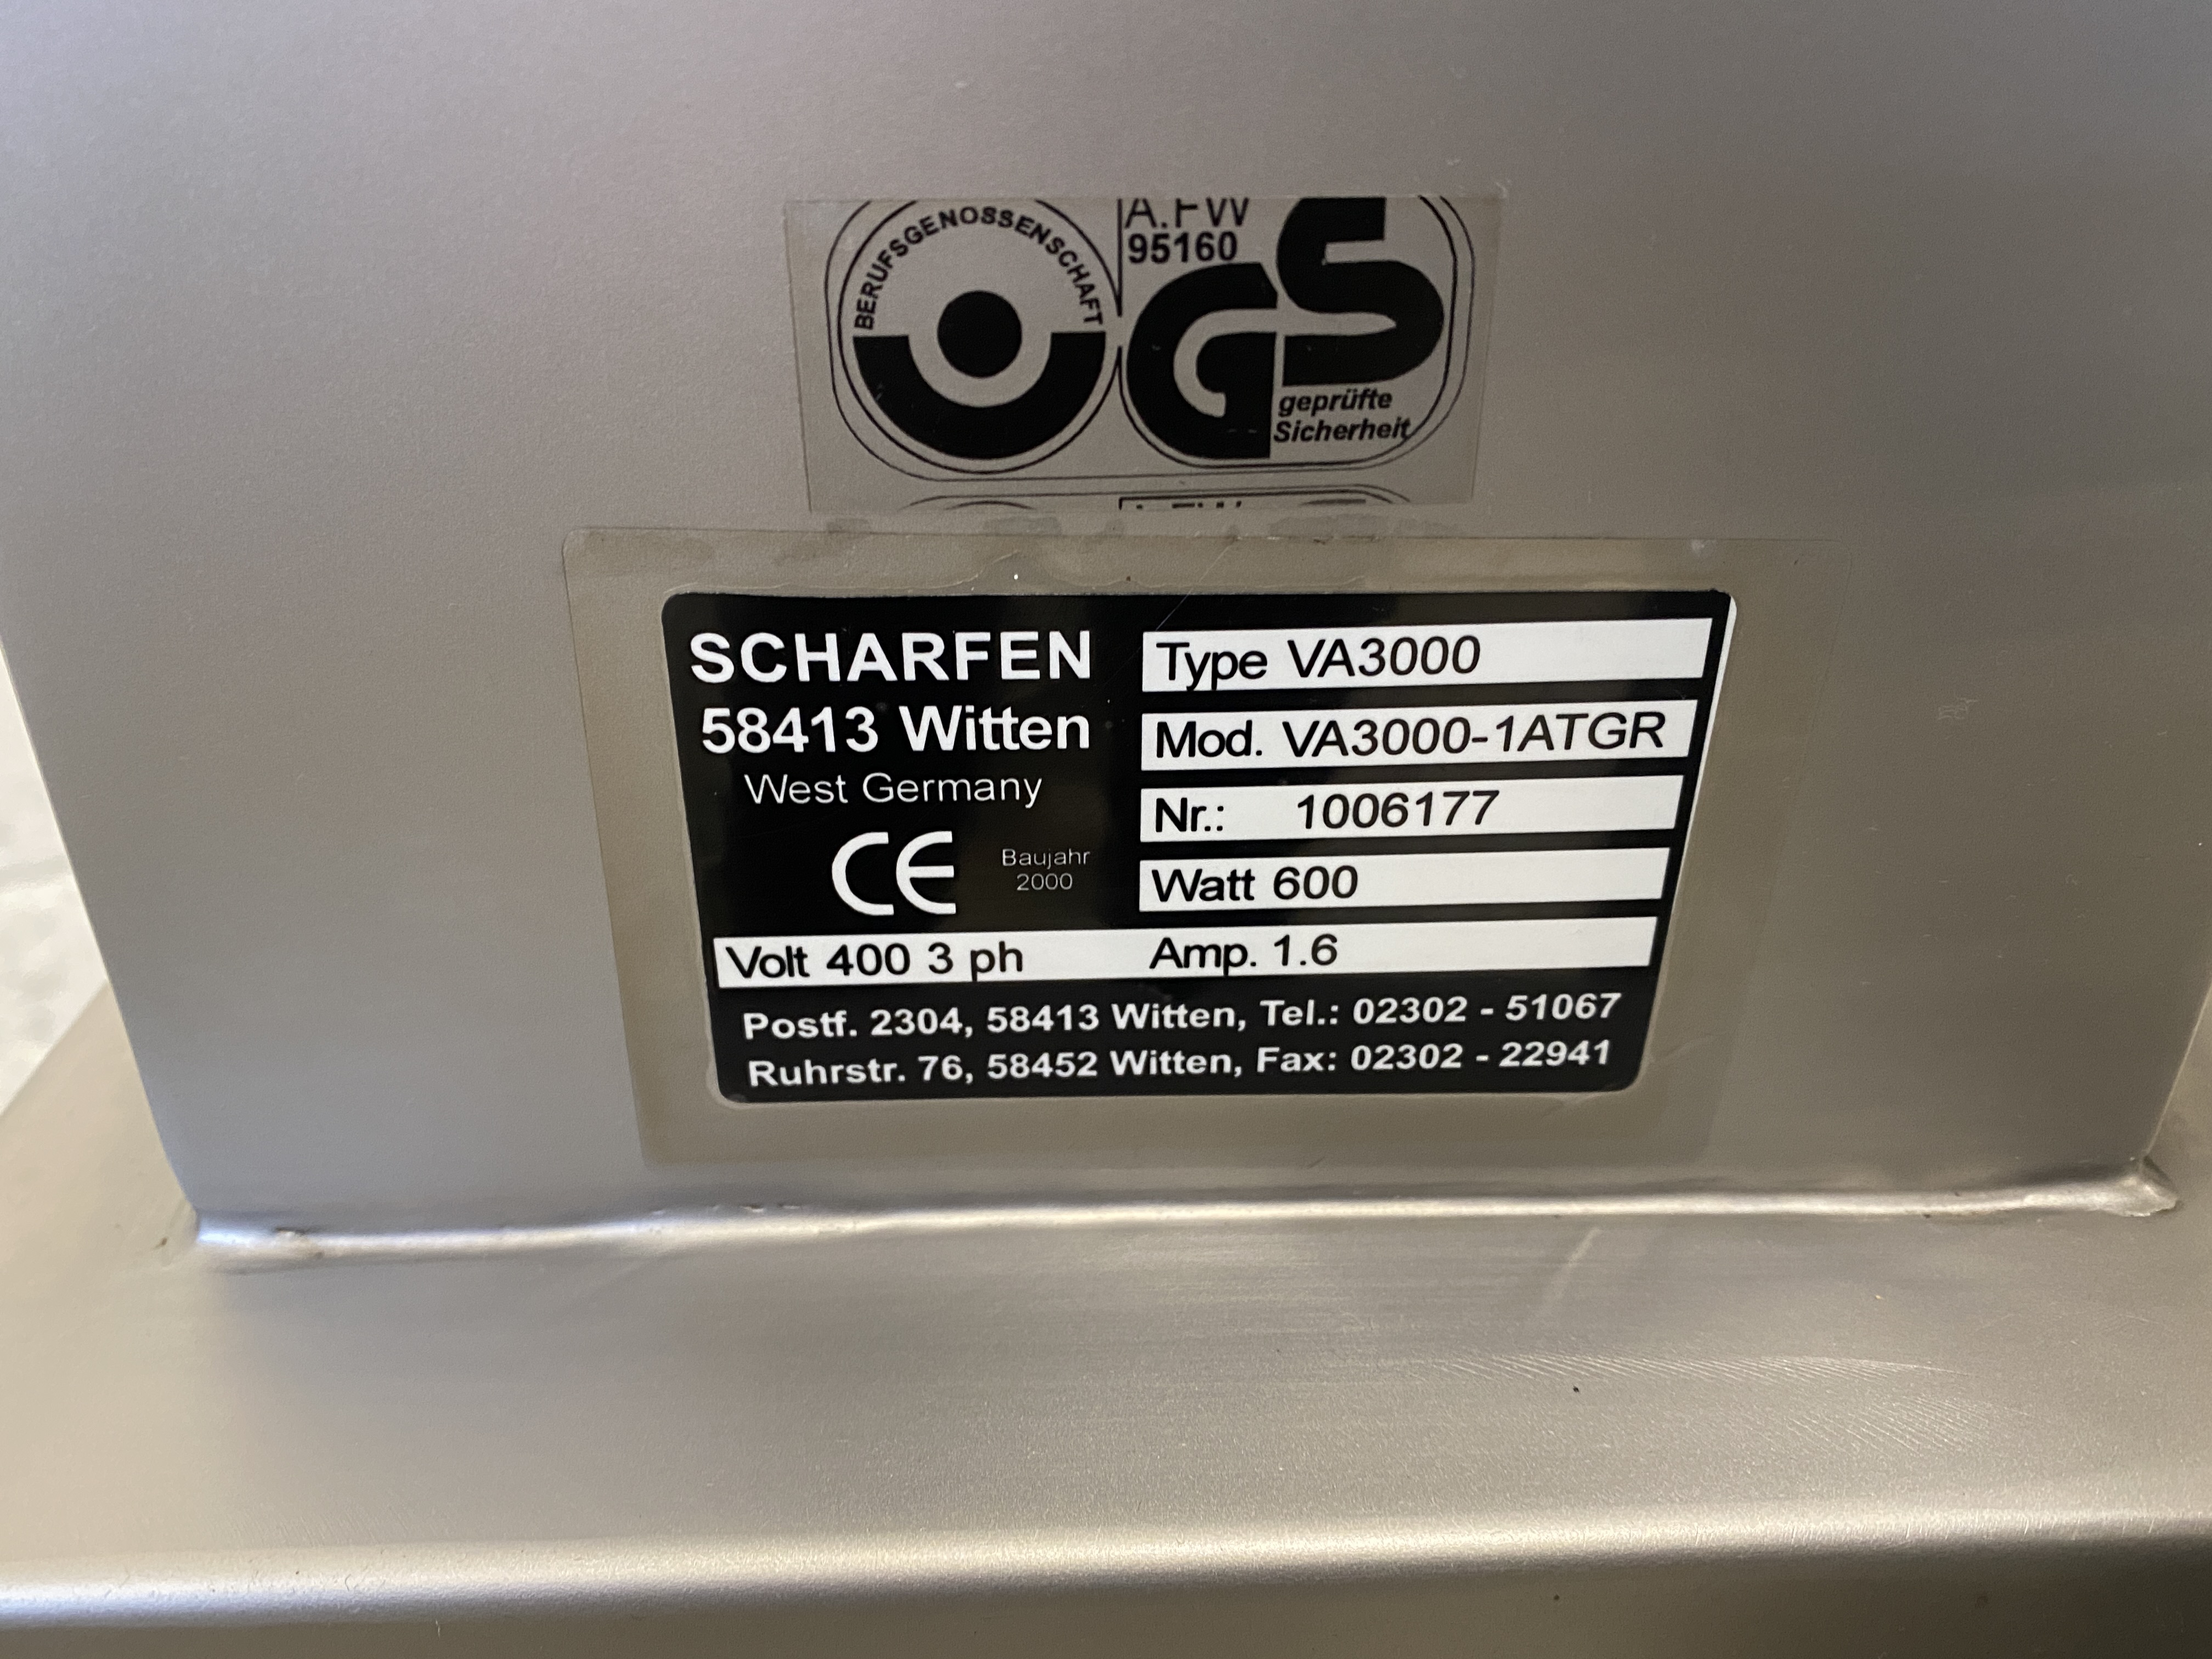 BERUFSGENOSSENSCHAFT
A.FW
95160
GS
geprüfte
Sicherheit
SCHARFEN
58413 Witten
West Germany
CE
Baujahr
2000
Type VA3000
Mod. VA3000-1ATGR
Nr.: 1006177
Watt 600
Volt 400 3 ph Amp. 1.6
Postf. 2304, 58413 Witten, Tel.: 02302 - 51067
Ruhrstr. 76, 58452 Witten, Fax: 02302 - 22941